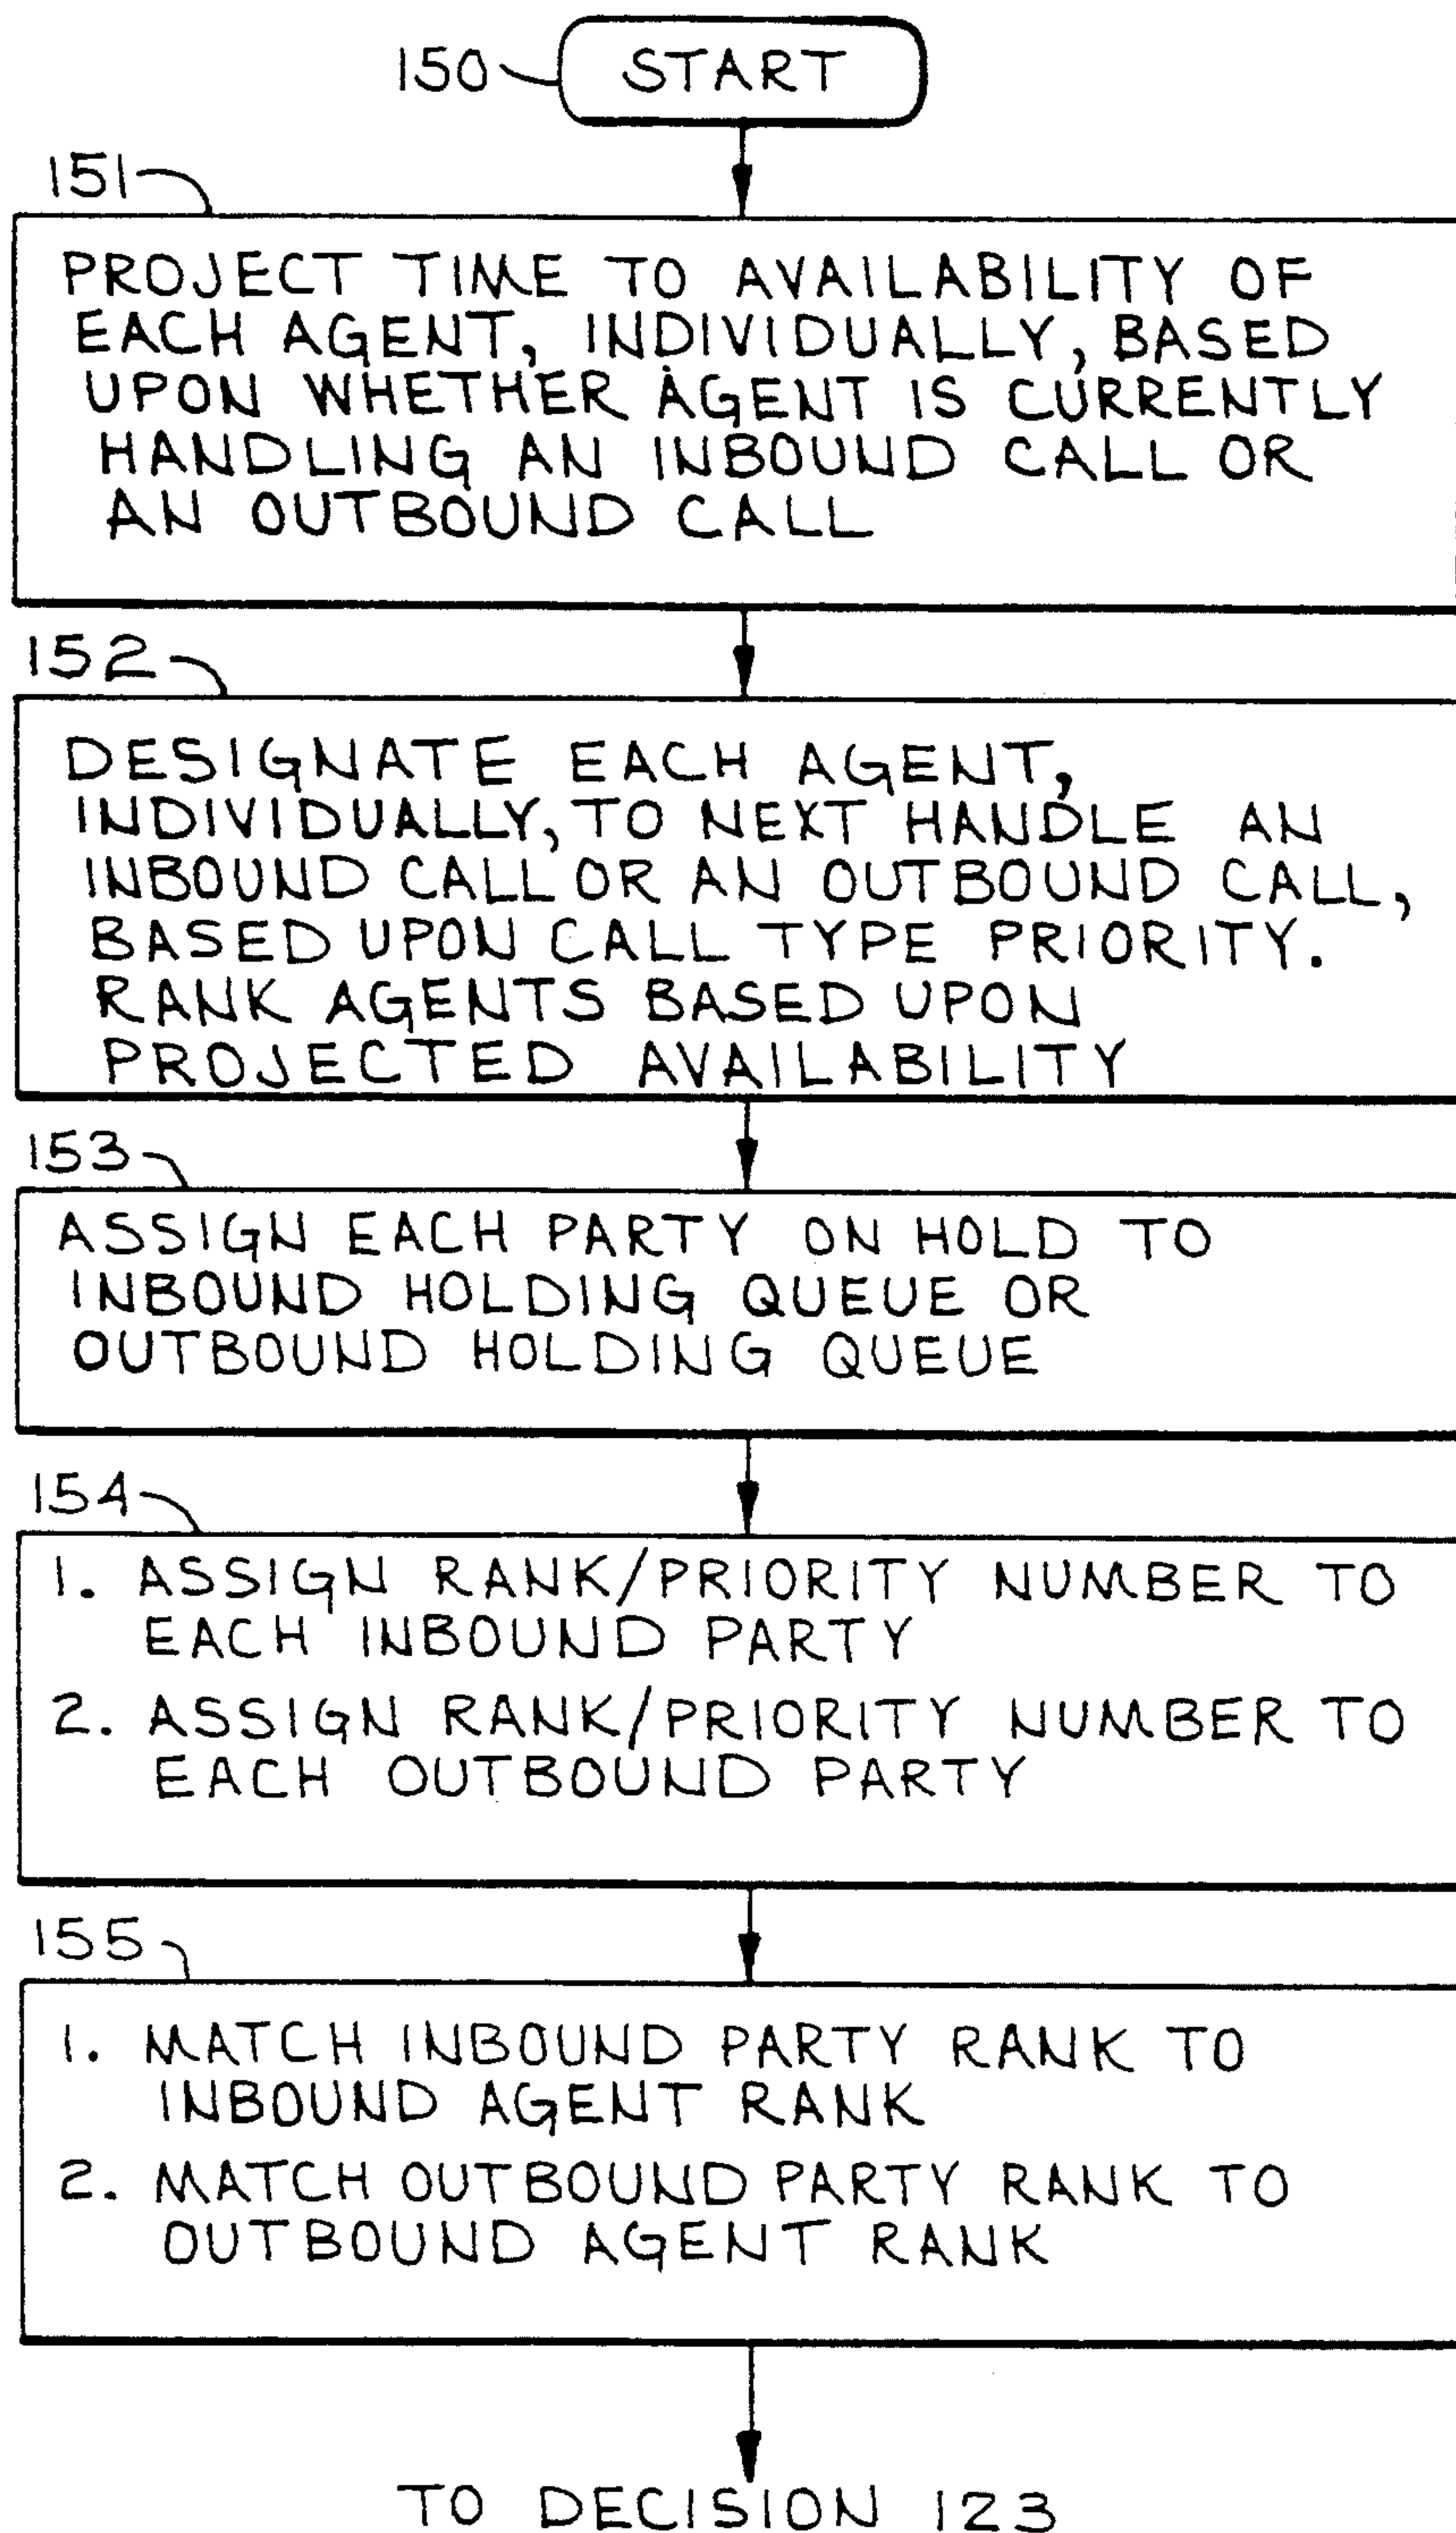 150 START
151
PROJECT TIME TO AVAILABILITY OF
EACH AGENT, INDIVIDUALLY, BASED
UPON WHETHER AGENT IS CURRENTLY
HANDLING AN INBOUND CALL OR
AN OUTBOUND CALL
152
DESIGNATE EACH AGENT,
INDIVIDUALLY, TO NEXT HANDLE AN
INBOUND CALL OR AN OUTBOUND CALL,
BASED UPON CALL TYPE PRIORITY.
RANK AGENTS BASED UPON
PROJECTED AVAILABILITY
153
ASSIGN EACH PARTY ON HOLD TO
INBOUND HOLDING QUEUE OR
OUTBOUND HOLDING QUEUE
154
1. ASSIGN RANK/PRIORITY NUMBER TO
EACH INBOUND PARTY
2. ASSIGN RANK/PRIORITY NUMBER TO
EACH OUTBOUND PARTY
155
1. MATCH INBOUND PARTY RANK TO
INBOUND AGENT RANK
2. MATCH OUTBOUND PARTY RANK TO
OUTBOUND AGENT RANK
TO DECISION 123